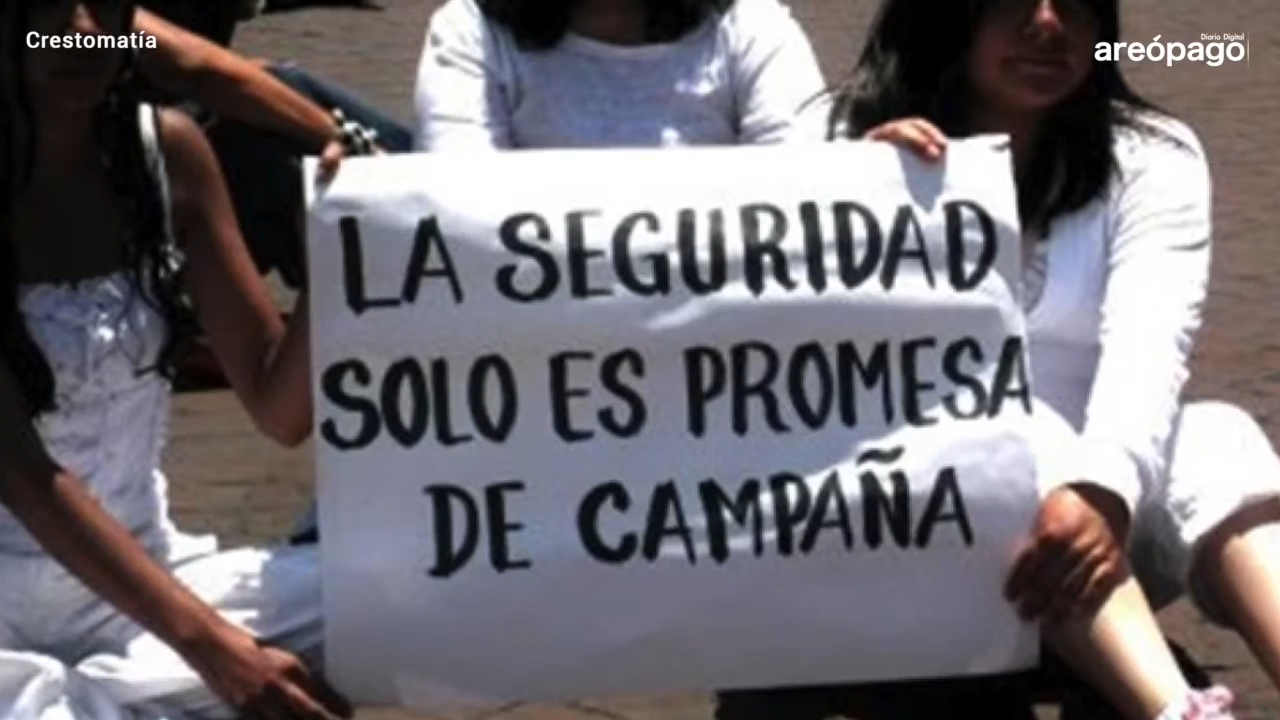 Crestomatía
Diario Digital
areópago
LA SEGURIDAD
SOLO ES PROMESA
DE CAMPAÑA